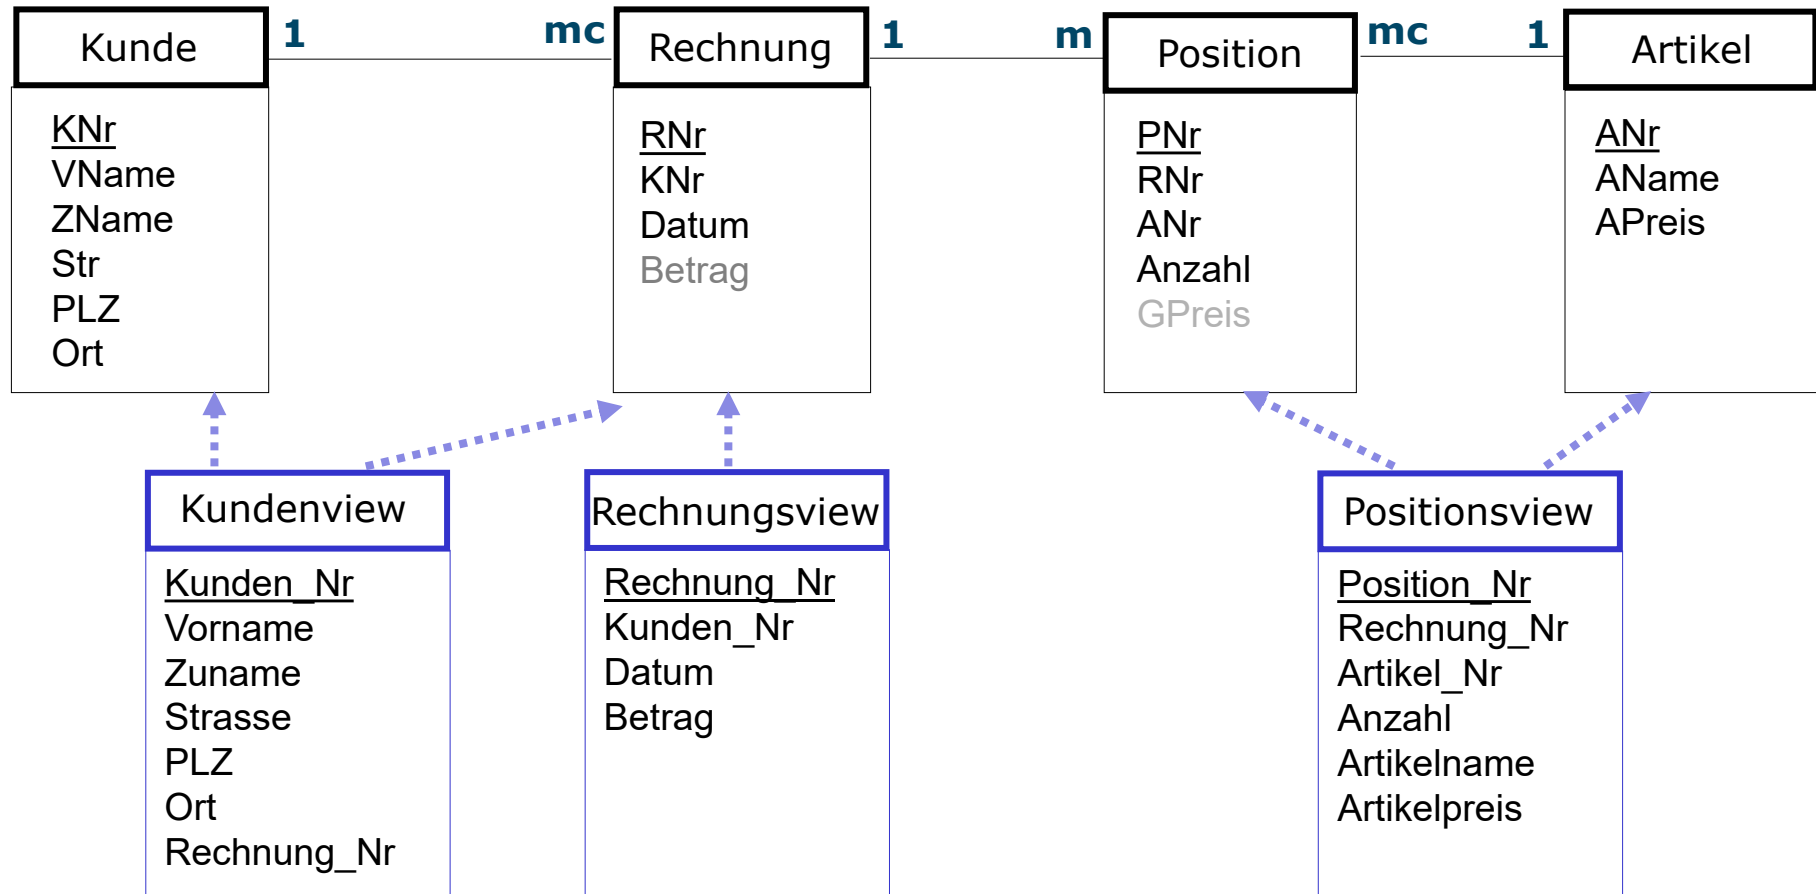 Kunde
1
mc
Rechnung
1
m
Position
mc
1
Artikel
KNr
VName
ZName
Str
PLZ
Ort
RNr
KNr
Datum
Betrag
PNr
RNr
ANr
Anzahl
GPreis
ANr
AName
APreis
Kundenview
Kunden_Nr
Vorname
Zuname
Strasse
PLZ
Ort
Rechnung_Nr
Rechnungsview
Rechnung_Nr
Kunden_Nr
Datum
Betrag
Positionsview
Position_Nr
Rechnung_Nr
Artikel_Nr
Anzahl
Artikelname
Artikelpreis